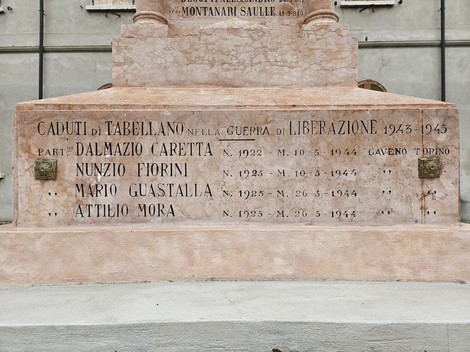 MONTANARI SAULLE
CADUTI di TABELLANO NELLA GUERRA DI LIBERAZIONE 1943-1945
PART. DALMAZIO CARETTA N. 1922 - M. 10-5 1944 GAVENO TORINO
„ NUNZIO FIORINI N. 1925 - M. 10-5 1944 „ „
„ MARIO GUASTALLA N. 1925 - M. 26-5 1944 „ „
„ ATTILIO MORA N. 1925 - M. 26-5 1944 „ „